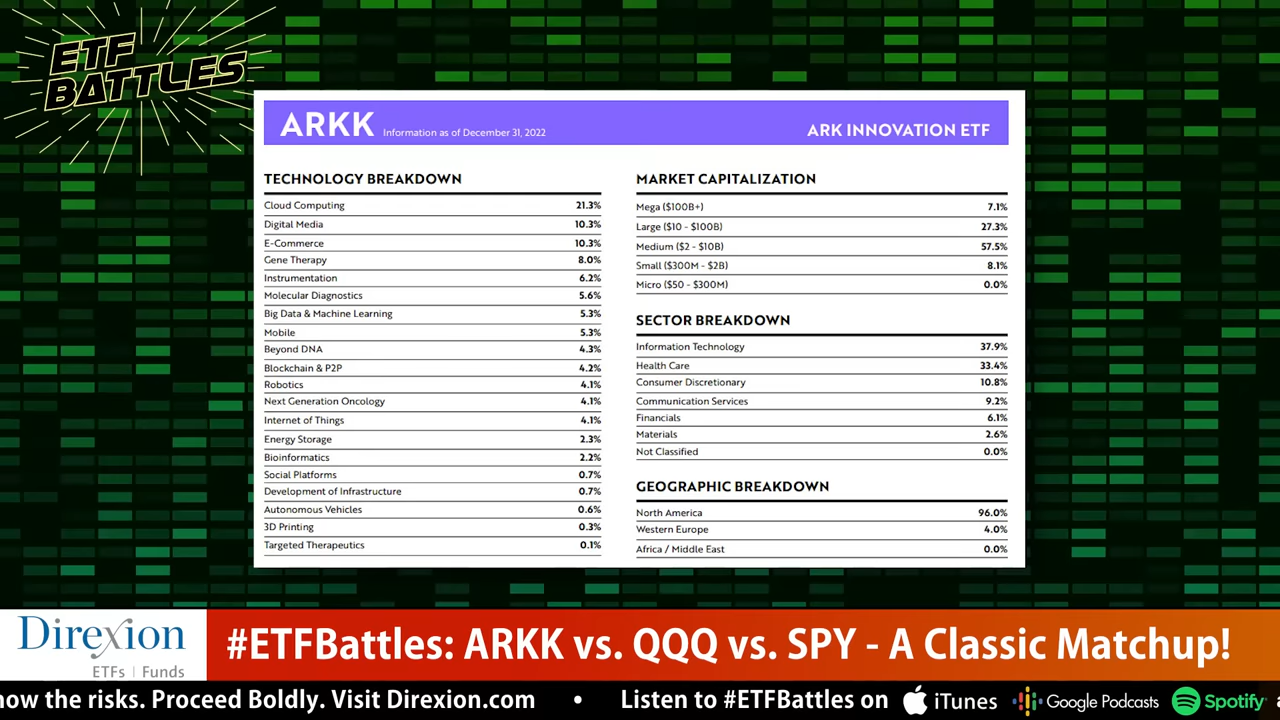 ETF
BATTLES
ARKK Information as of December 31, 2022
ARK INNOVATION ETF
TECHNOLOGY BREAKDOWN
Cloud Computing 21.3%
Digital Media 10.3%
E-Commerce 10.3%
Gene Therapy 8.0%
Instrumentation 6.2%
Molecular Diagnostics 5.6%
Big Data & Machine Learning 5.3%
Mobile 5.3%
Beyond DNA 4.3%
Blockchain & P2P 4.2%
Robotics 4.1%
Next Generation Oncology 4.1%
Internet of Things 4.1%
Energy Storage 2.3%
Bioinformatics 2.2%
Social Platforms 0.7%
Development of Infrastructure 0.7%
Autonomous Vehicles 0.6%
3D Printing 0.3%
Targeted Therapeutics 0.1%
MARKET CAPITALIZATION
Mega ($100B+) 7.1%
Large ($10 - $100B) 27.3%
Medium ($2 - $10B) 57.5%
Small ($300M - $2B) 8.1%
Micro ($50 - $300M) 0.0%
SECTOR BREAKDOWN
Information Technology 37.9%
Health Care 33.4%
Consumer Discretionary 10.8%
Communication Services 9.2%
Financials 6.1%
Materials 2.6%
Not Classified 0.0%
GEOGRAPHIC BREAKDOWN
North America 96.0%
Western Europe 4.0%
Africa / Middle East 0.0%
Direxion
ETFs | Funds
#ETFBattles: ARKK vs. QQQ vs. SPY - A Classic Matchup!
now the risks. Proceed Boldly. Visit Direxion.com • Listen to #ETFBattles on iTunes Google Podcasts Spotify